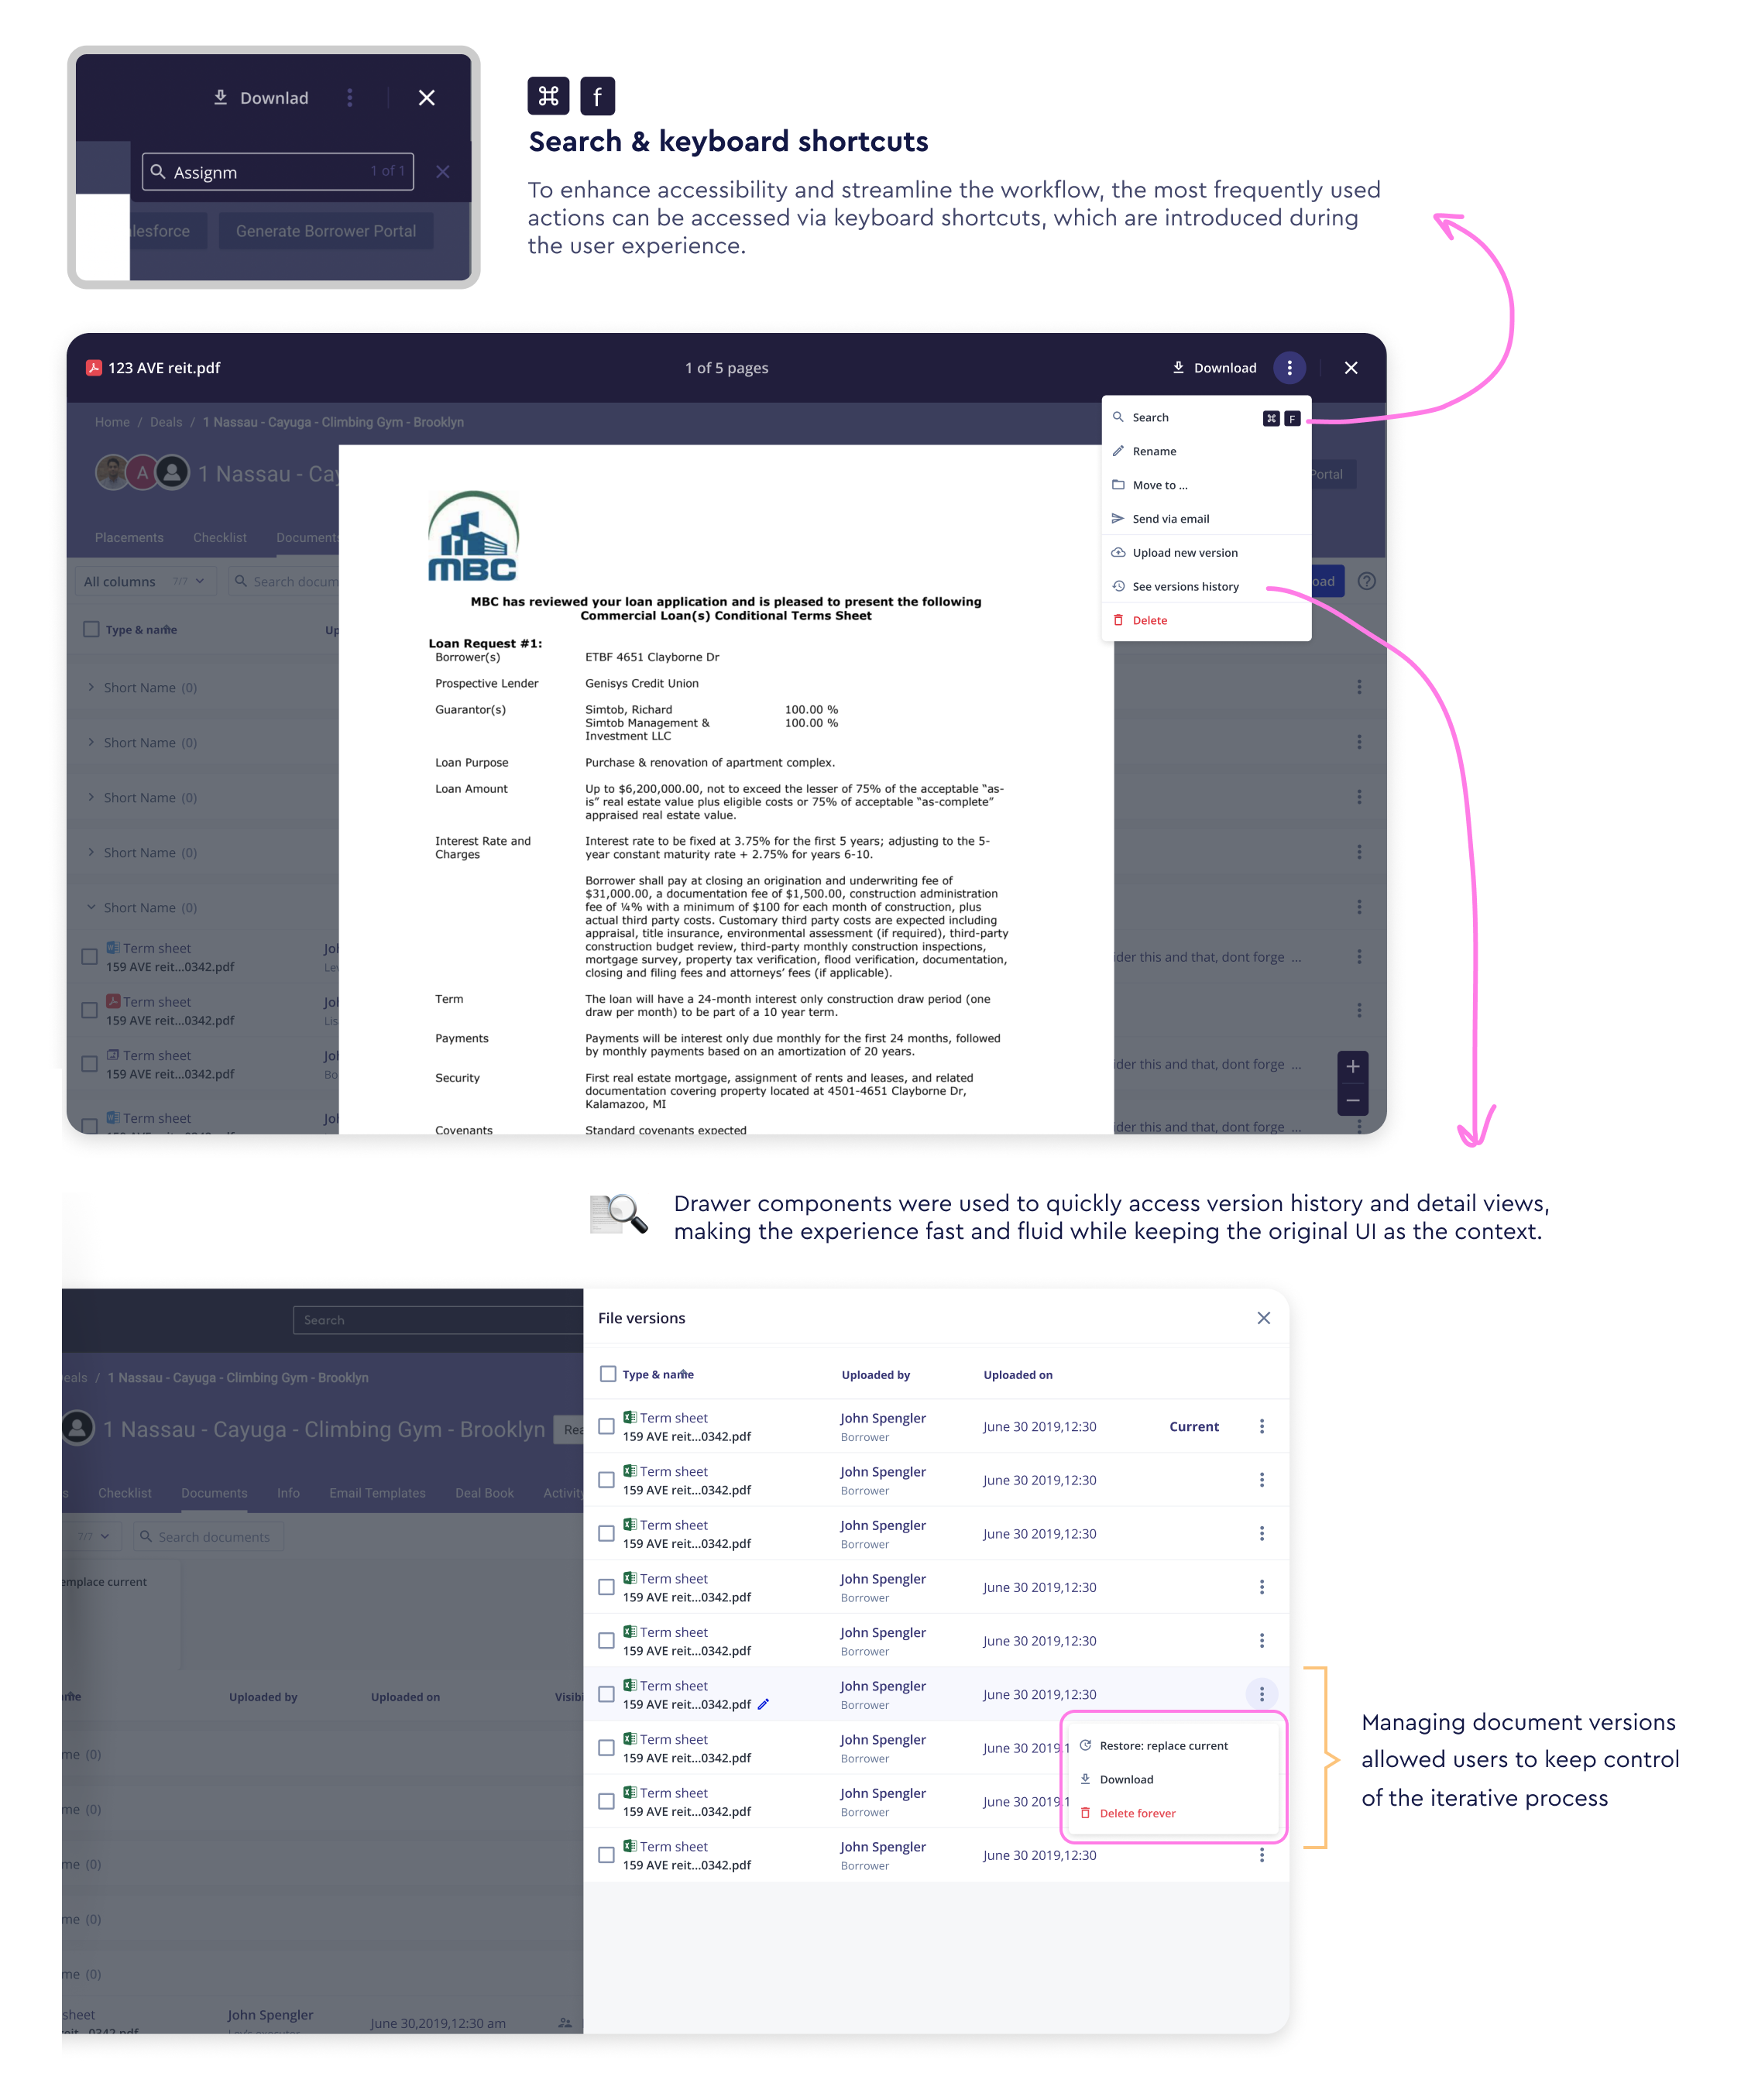 Downlad
Assignm 1 of 1
lesforce Generate Borrower Portal
⌘ f
Search & keyboard shortcuts
To enhance accessibility and streamline the workflow, the most frequently used
actions can be accessed via keyboard shortcuts, which are introduced during
the user experience.
123 AVE reit.pdf 1 of 5 pages Download
Home / Deals / 1 Nassau - Cayuga - Climbing Gym - Brooklyn
A 1 Nassau - Cay
Portal
Placements Checklist Documents
All columns 7/7 Search docum
oad
Type & name Up
Short Name (0)
Short Name (0)
Short Name (0)
Short Name (0)
Short Name (0)
Term sheet Joh
159 AVE reit...0342.pdf Lev
Term sheet Joh
159 AVE reit...0342.pdf Lis
Term sheet Joh
159 AVE reit...0342.pdf Bo
Term sheet Joh
Search ⌘ F
Rename
Move to ...
Send via email
Upload new version
See versions history
Delete
MBC
MBC has reviewed your loan application and is pleased to present the following
Commercial Loan(s) Conditional Terms Sheet
Loan Request #1:
Borrower(s) ETBF 4651 Clayborne Dr
Prospective Lender Genisys Credit Union
Guarantor(s) Simtob, Richard 100.00 %
Simtob Management & 100.00 %
Investment LLC
Loan Purpose Purchase & renovation of apartment complex.
Loan Amount Up to $6,200,000.00, not to exceed the lesser of 75% of the acceptable “as-
is” real estate value plus eligible costs or 75% of acceptable “as-complete”
appraised real estate value.
Interest Rate and Interest rate to be fixed at 3.75% for the first 5 years; adjusting to the 5-
Charges year constant maturity rate + 2.75% for years 6-10.
Borrower shall pay at closing an origination and underwriting fee of
$31,000.00, a documentation fee of $1,500.00, construction administration
fee of ¼% with a minimum of $100 for each month of construction, plus
actual third party costs. Customary third party costs are expected including
appraisal, title insurance, environmental assessment (if required), third-party
construction budget review, third-party monthly construction inspections,
mortgage survey, property tax verification, flood verification, documentation,
closing and filing fees and attorneys’ fees (if applicable).
Term The loan will have a 24-month interest only construction draw period (one
draw per month) to be part of a 10 year term.
Payments Payments will be interest only due monthly for the first 24 months, followed
by monthly payments based on an amortization of 20 years.
Security First real estate mortgage, assignment of rents and leases, and related
documentation covering property located at 4501-4651 Clayborne Dr,
Kalamazoo, MI
Covenants Standard covenants expected
ider this and that, dont forge ...
ider this and that, dont forge ...
ider this and that, dont forge ...
Drawer components were used to quickly access version history and detail views,
making the experience fast and fluid while keeping the original UI as the context.
Search
eals / 1 Nassau - Cayuga - Climbing Gym - Brooklyn
1 Nassau - Cayuga - Climbing Gym - Brooklyn Rea
s Checklist Documents Info Email Templates Deal Book Activity
7/7 Search documents
emplace current
ame Uploaded by Uploaded on Visibi
me (0)
me (0)
me (0)
me (0)
me (0)
sheet John Spengler
June 30,2019,12:30 am
File versions
Type & name Uploaded by Uploaded on
Term sheet John Spengler June 30 2019,12:30 Current
159 AVE reit...0342.pdf Borrower
Term sheet John Spengler June 30 2019,12:30
159 AVE reit...0342.pdf Borrower
Term sheet John Spengler June 30 2019,12:30
159 AVE reit...0342.pdf Borrower
Term sheet John Spengler June 30 2019,12:30
159 AVE reit...0342.pdf Borrower
Term sheet John Spengler June 30 2019,12:30
159 AVE reit...0342.pdf Borrower
Term sheet John Spengler June 30 2019,12:30
159 AVE reit...0342.pdf Borrower
Term sheet John Spengler June 30 2019,1
159 AVE reit...0342.pdf Borrower
Term sheet John Spengler June 30 2019,1
159 AVE reit...0342.pdf Borrower
Term sheet John Spengler June 30 2019,12:30
159 AVE reit...0342.pdf Borrower
Restore: replace current
Download
Delete forever
Managing document versions
allowed users to keep control
of the iterative process